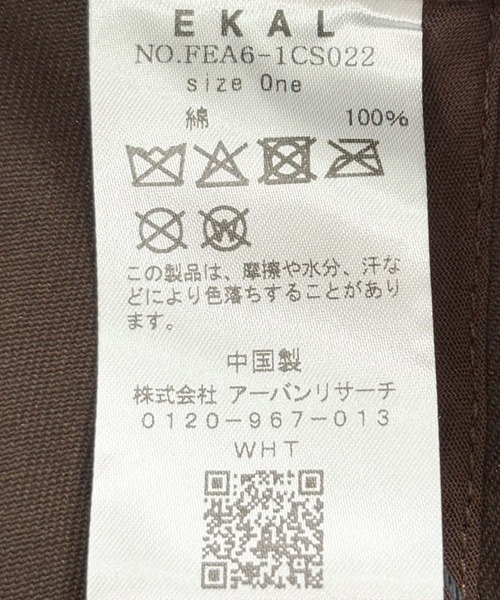 EKAL
NO.FEA6-1CS022
size One
綿 100%
W
この製品は、摩擦や水分、汗な
どにより色落ちすることがあり
ます。
中国製
株式会社 アーバンリサーチ
0120-967-013
WHT